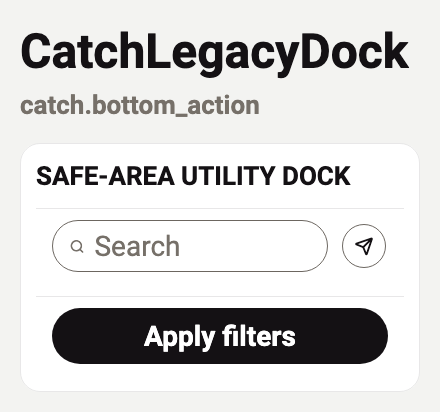 CatchLegacyDock
catch.bottom_action
SAFE-AREA UTILITY DOCK
Search
Apply filters